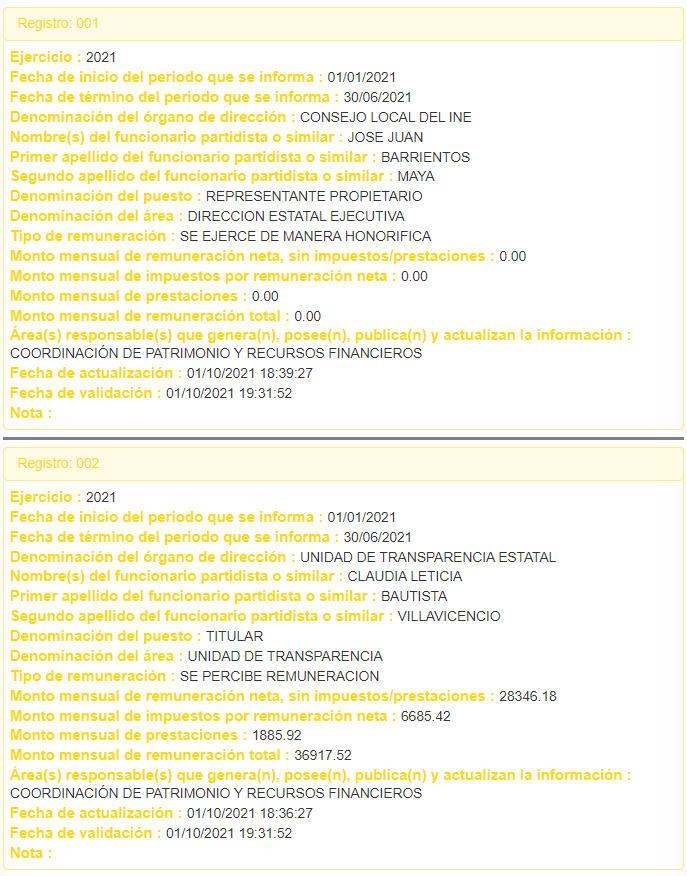 Registro: 001
Ejercicio : 2021
Fecha de inicio del periodo que se informa : 01/01/2021
Fecha de término del periodo que se informa : 30/06/2021
Denominación del órgano de dirección : CONSEJO LOCAL DEL INE
Nombre(s) del funcionario partidista o similar : JOSE JUAN
Primer apellido del funcionario partidista o similar : BARRIENTOS
Segundo apellido del funcionario partidista o similar : MAYA
Denominación del puesto : REPRESENTANTE PROPIETARIO
Denominación del área : DIRECCION ESTATAL EJECUTIVA
Tipo de remuneración : SE EJERCE DE MANERA HONORIFICA
Monto mensual de remuneración neta, sin impuestos/prestaciones : 0.00
Monto mensual de impuestos por remuneración neta : 0.00
Monto mensual de prestaciones : 0.00
Monto mensual de remuneración total : 0.00
Área(s) responsable(s) que genera(n), posee(n), publica(n) y actualizan la información :
COORDINACIÓN DE PATRIMONIO Y RECURSOS FINANCIEROS
Fecha de actualización : 01/10/2021 18:39:27
Fecha de validación : 01/10/2021 19:31:52
Nota :
Registro: 002
Ejercicio : 2021
Fecha de inicio del periodo que se informa : 01/01/2021
Fecha de término del periodo que se informa : 30/06/2021
Denominación del órgano de dirección : UNIDAD DE TRANSPARENCIA ESTATAL
Nombre(s) del funcionario partidista o similar : CLAUDIA LETICIA
Primer apellido del funcionario partidista o similar : BAUTISTA
Segundo apellido del funcionario partidista o similar : VILLAVICENCIO
Denominación del puesto : TITULAR
Denominación del área : UNIDAD DE TRANSPARENCIA
Tipo de remuneración : SE PERCIBE REMUNERACION
Monto mensual de remuneración neta, sin impuestos/prestaciones : 28346.18
Monto mensual de impuestos por remuneración neta : 6685.42
Monto mensual de prestaciones : 1885.92
Monto mensual de remuneración total : 36917.52
Área(s) responsable(s) que genera(n), posee(n), publica(n) y actualizan la información :
COORDINACIÓN DE PATRIMONIO Y RECURSOS FINANCIEROS
Fecha de actualización : 01/10/2021 18:36:27
Fecha de validación : 01/10/2021 19:31:52
Nota :